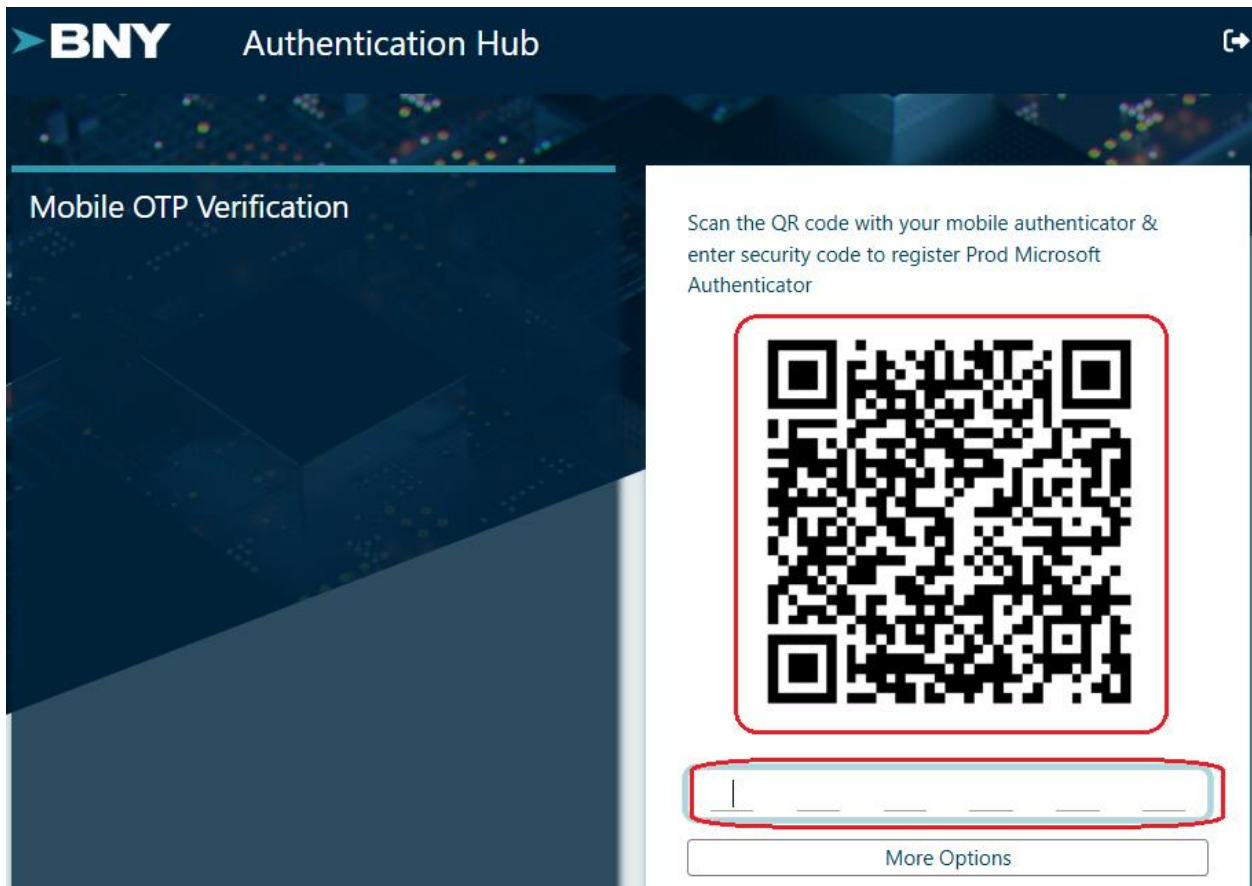 BNY
Authentication Hub
Mobile OTP Verification
Scan the QR code with your mobile authenticator &
enter security code to register Prod Microsoft
Authenticator
More Options